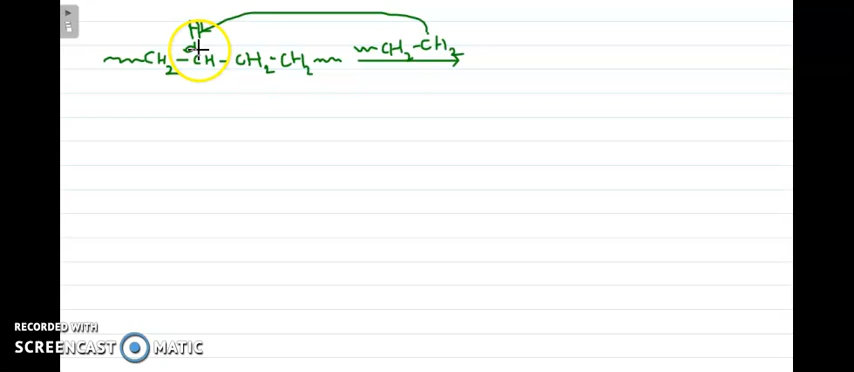 H
~~~CH₂-CH-CH₂-CH₂~~~ ~~~CH₂-CH₂
RECORDED WITH
SCREENCAST MATIC